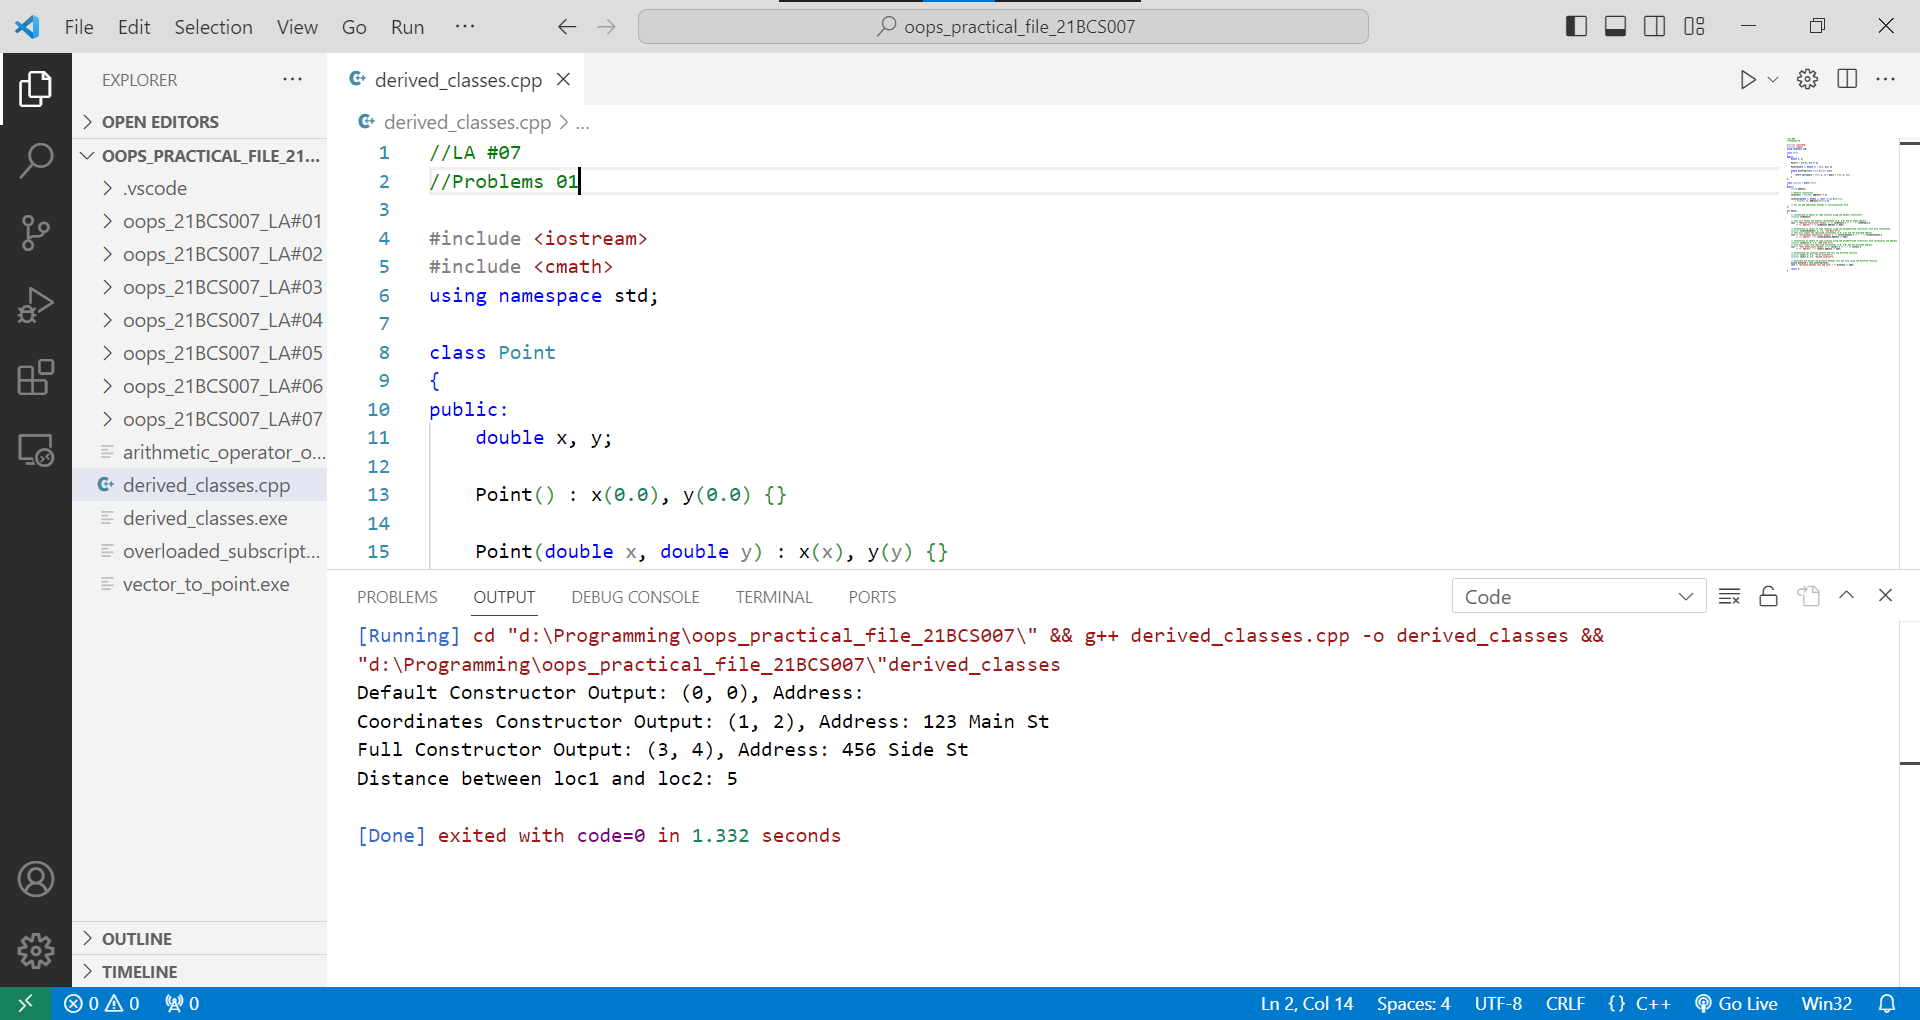 File Edit Selection View Go Run ··· oops_practical_file_21BCS007
EXPLORER ···
OPEN EDITORS
OOPS_PRACTICAL_FILE_21...
.vscode
oops_21BCS007_LA#01
oops_21BCS007_LA#02
oops_21BCS007_LA#03
oops_21BCS007_LA#04
oops_21BCS007_LA#05
oops_21BCS007_LA#06
oops_21BCS007_LA#07
arithmetic_operator_o...
derived_classes.cpp
derived_classes.exe
overloaded_subscript...
vector_to_point.exe
OUTLINE
TIMELINE
derived_classes.cpp
derived_classes.cpp > ...
1 //LA #07
2 //Problems 01
3
4 #include <iostream>
5 #include <cmath>
6 using namespace std;
7
8 class Point
9 {
10 public:
11 double x, y;
12
13 Point() : x(0.0), y(0.0) {}
14
15 Point(double x, double y) : x(x), y(y) {}
PROBLEMS OUTPUT DEBUG CONSOLE TERMINAL PORTS Code
[Running] cd "d:\Programming\oops_practical_file_21BCS007\" && g++ derived_classes.cpp -o derived_classes &&
"d:\Programming\oops_practical_file_21BCS007\"derived_classes
Default Constructor Output: (0, 0), Address:
Coordinates Constructor Output: (1, 2), Address: 123 Main St
Full Constructor Output: (3, 4), Address: 456 Side St
Distance between loc1 and loc2: 5
[Done] exited with code=0 in 1.332 seconds
0 0 0 Ln 2, Col 14 Spaces: 4 UTF-8 CRLF {} C++ Go Live Win32